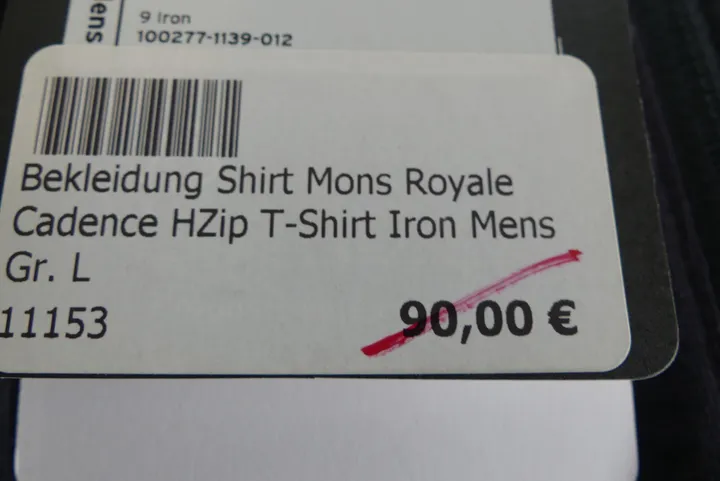 ens
9 Iron
100277-1139-012
Bekleidung Shirt Mons Royale
Cadence HZip T-Shirt Iron Mens
Gr. L
11153
90,00 €